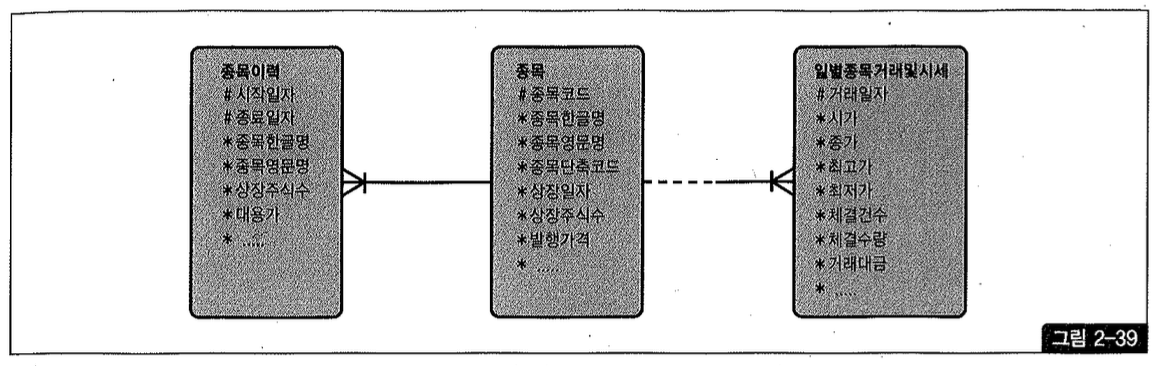 종목이력
# 시작일자
# 종료일자
* 종목한글명
* 종목영문명
* 상장주식수
* 대용가
* .....
종목
# 종목코드
* 종목한글명
* 종목영문명
* 종목단축코드
* 상장일자
* 상장주식수
* 발행가격
* .....
일별종목거래및시세
# 거래일자
* 시가
* 종가
* 최고가
* 최저가
* 체결건수
* 체결수량
* 거래대금
* .....
그림 2-39